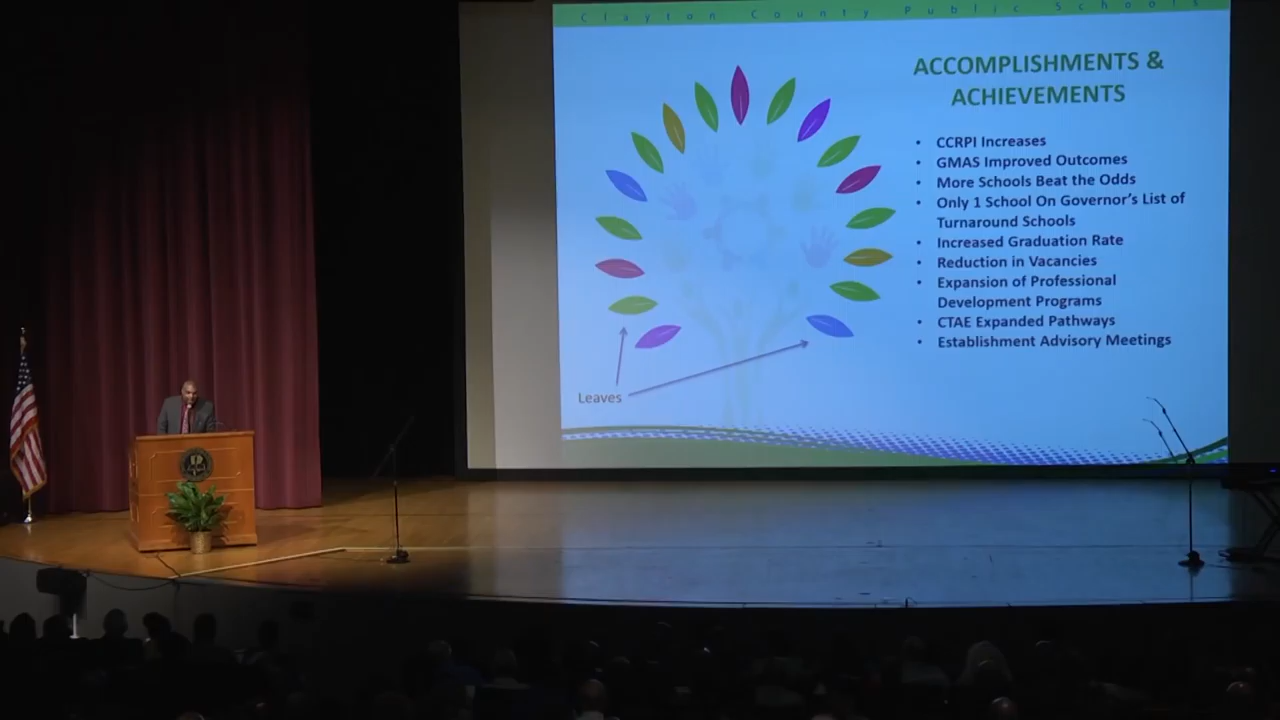 Clayton County Public Schools
ACCOMPLISHMENTS &
ACHIEVEMENTS
• CCRPI Increases
• GMAS Improved Outcomes
• More Schools Beat the Odds
• Only 1 School On Governor's List of
Turnaround Schools
• Increased Graduation Rate
• Reduction in Vacancies
• Expansion of Professional
Development Programs
• CTAE Expanded Pathways
• Establishment Advisory Meetings
Leaves